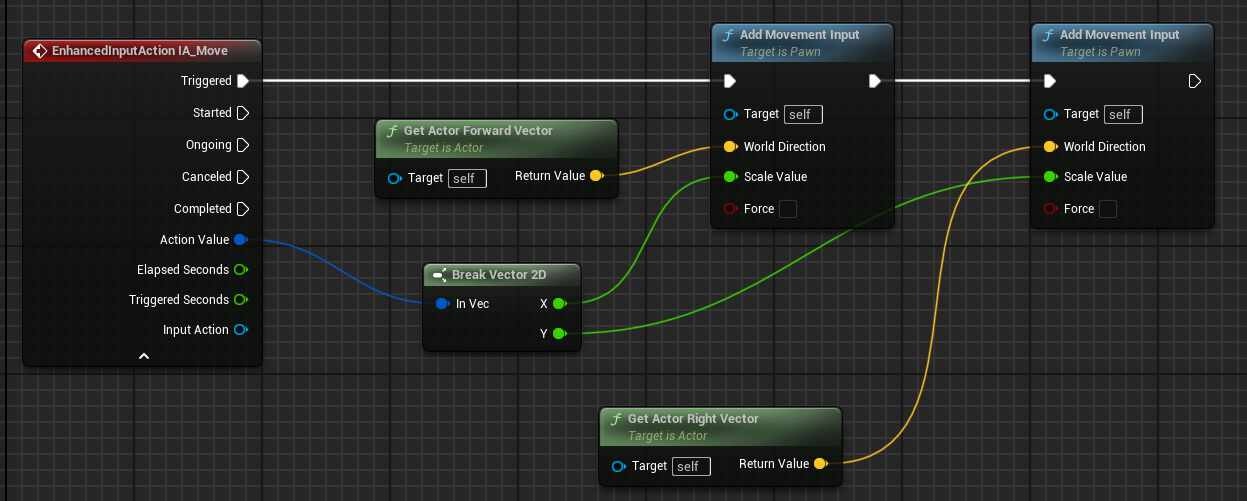 EnhancedInputAction IA_Move
Triggered
Started
Ongoing
Canceled
Completed
Action Value
Elapsed Seconds
Triggered Seconds
Input Action
Get Actor Forward Vector
Target is Actor
Target self Return Value
Break Vector 2D
In Vec X
Y
Add Movement Input
Target is Pawn
Target self
World Direction
Scale Value
Force
Add Movement Input
Target is Pawn
Target self
World Direction
Scale Value
Force
Get Actor Right Vector
Target is Actor
Target self Return Value